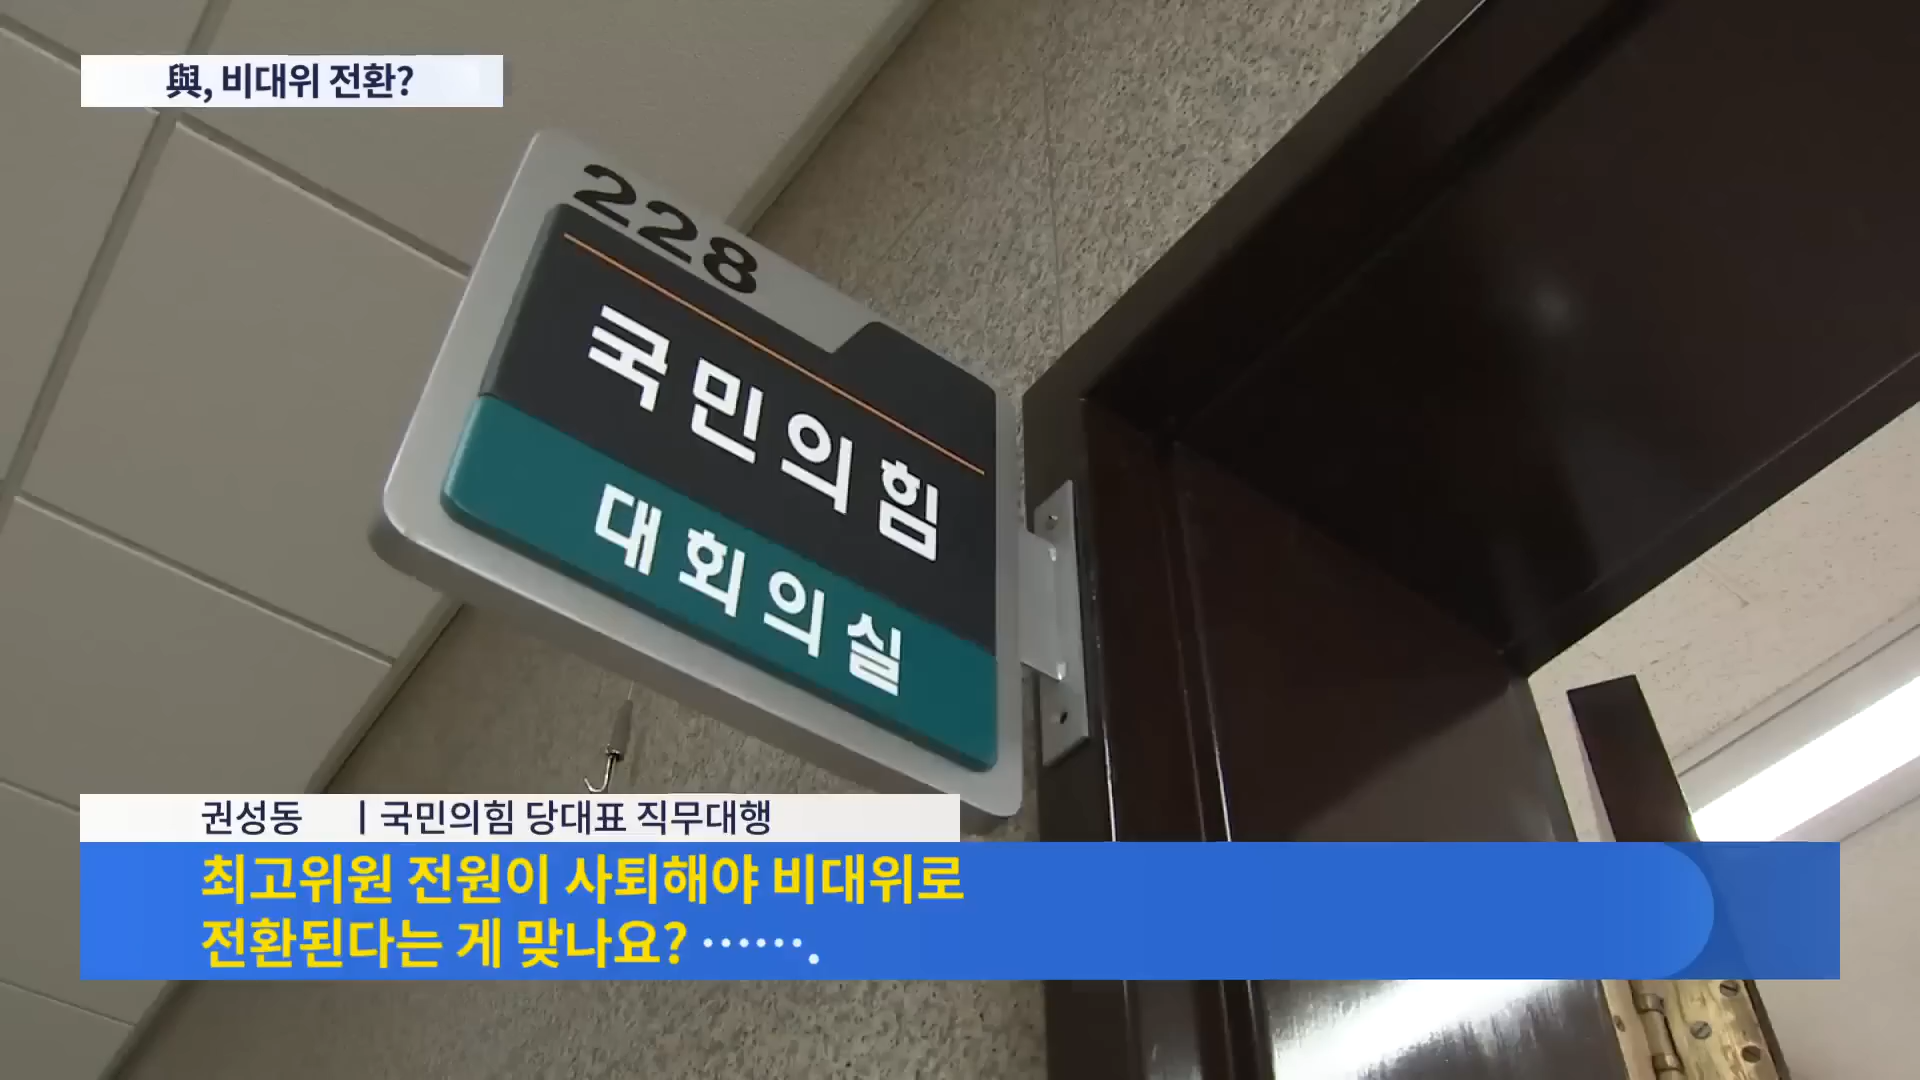 與, 비대위 전환?
228
국민의힘
대회의실
권성동 | 국민의힘 당대표 직무대행
최고위원 전원이 사퇴해야 비대위로
전환된다는 게 맞나요? …….